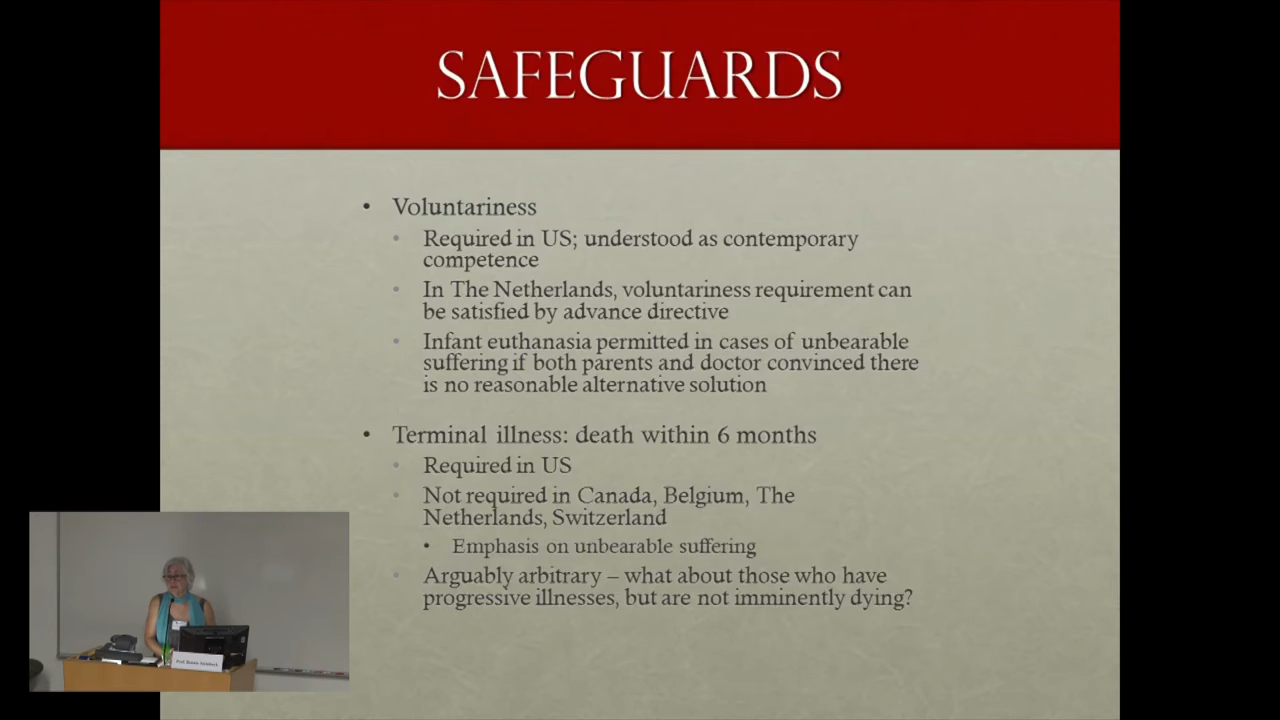 SAFEGUARDS
• Voluntariness
• Required in US; understood as contemporary
competence
• In The Netherlands, voluntariness requirement can
be satisfied by advance directive
• Infant euthanasia permitted in cases of unbearable
suffering if both parents and doctor convinced there
is no reasonable alternative solution
• Terminal illness: death within 6 months
• Required in US
• Not required in Canada, Belgium, The
Netherlands, Switzerland
• Emphasis on unbearable suffering
• Arguably arbitrary – what about those who have
progressive illnesses, but are not imminently dying?
Prof. Bonnie